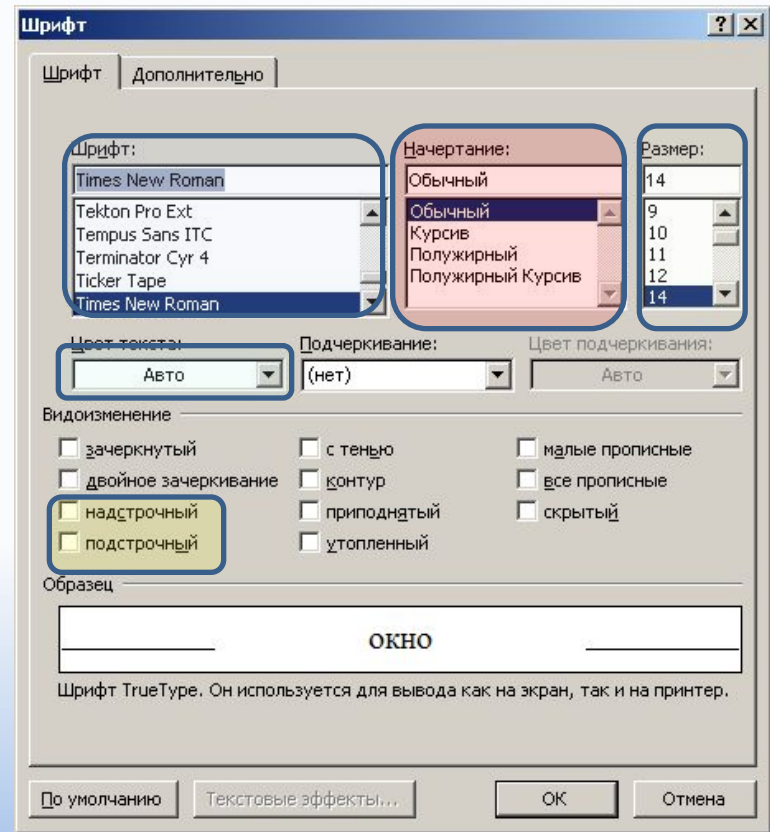 Шрифт
Шрифт Дополнительно
Шрифт: Начертание: Размер:
Times New Roman Обычный 14
Tekton Pro Ext Обычный 9
Tempus Sans ITC Курсив 10
Terminator Cyr 4 Полужирный 11
Ticker Tape Полужирный Курсив 12
Times New Roman 14
Цвет текста: Подчеркивание: Цвет подчеркивания:
Авто (нет) Авто
Видоизменение
зачеркнутый с тенью малые прописные
двойное зачеркивание контур все прописные
надстрочный приподнятый скрытый
подстрочный утопленный
Образец
окно
Шрифт TrueType. Он используется для вывода как на экран, так и на принтер.
По умолчанию Текстовые эффекты... ОК Отмена